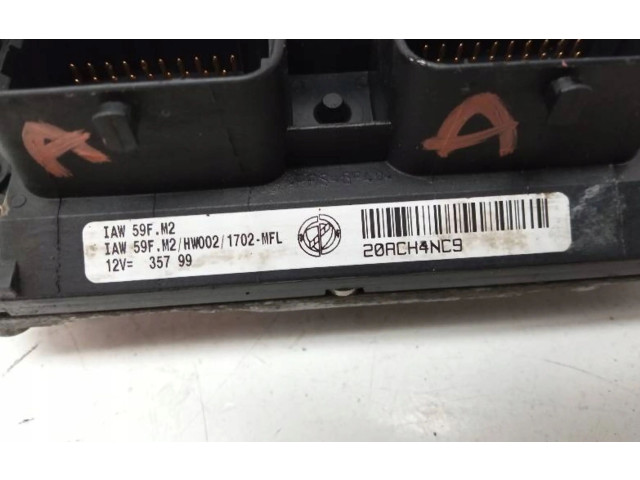 R
A
IAW 59F.M2
IAW 59F.M2/HW002/1702-MFL
12V= 357 99
20ACH4NC9